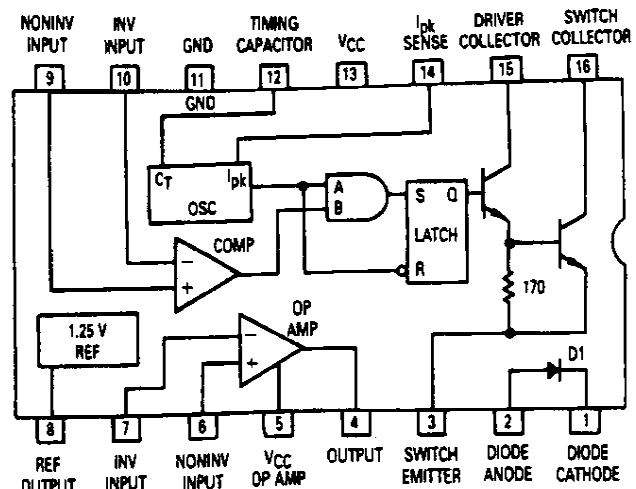 NONINV INPUT
INV INPUT
GND
TIMING CAPACITOR
VCC
Ipk SENSE
DRIVER COLLECTOR
SWITCH COLLECTOR
9
10
11
12
13
14
15
16
GND
CT
Ipk
OSC
A
B
S
Q
LATCH
R
COMP
170
1.25 V
REF
OP
AMP
D1
8
7
6
5
4
3
2
1
REF OUTPUT
INV INPUT
NONINV INPUT
VCC OP AMP
OUTPUT
SWITCH EMITTER
DIODE ANODE
DIODE CATHODE